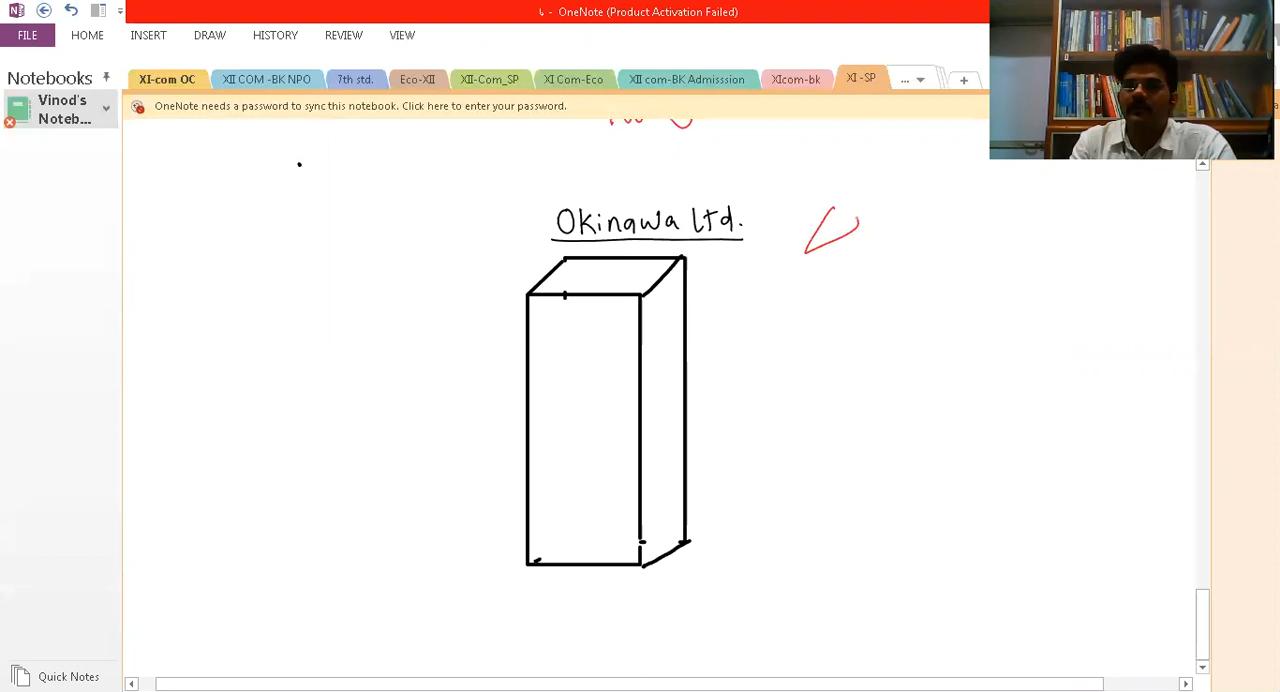 ↳ - OneNote (Product Activation Failed)
FILE HOME INSERT DRAW HISTORY REVIEW VIEW
Notebooks
Vinod's
Noteb...
XI-com OC XII COM -BK NPO 7th std. Eco-XII XII-Com_SP XI Com-Eco XII com-BK Admisssion XIcom-bk XI -SP ...
OneNote needs a password to sync this notebook. Click here to enter your password.
Okinawa Ltd.
Quick Notes